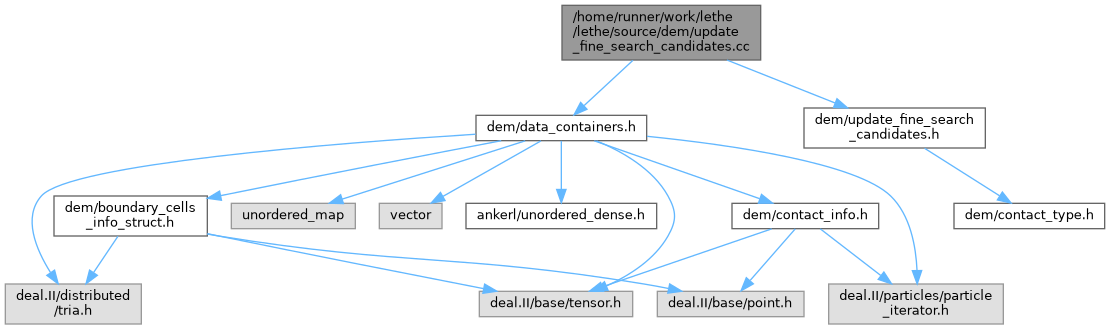 /home/runner/work/lethe
/lethe/source/dem/update
_fine_search_candidates.cc
dem/data_containers.h
dem/update_fine_search
_candidates.h
dem/boundary_cells
_info_struct.h
unordered_map
vector
ankerl/unordered_dense.h
dem/contact_info.h
dem/contact_type.h
deal.II/distributed
/tria.h
deal.II/base/tensor.h
deal.II/base/point.h
deal.II/particles/particle
_iterator.h